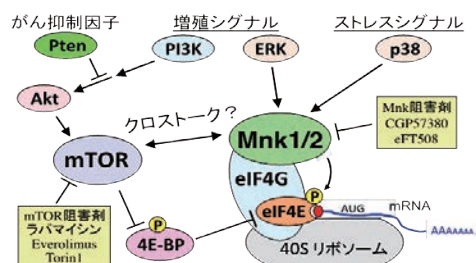 がん抑制因子 増殖シグナル ストレスシグナル
Pten PI3K ERK p38
Akt
クロストーク？
Mnk阻害剤
CGP57380
eFT508
mTOR
Mnk1/2
eIF4G
P
eIF4E
AUG
mRNA
AAAAAAA
mTOR阻害剤
ラパマイシン
Everolimus
Torin1
P
4E-BP
40S リボソーム